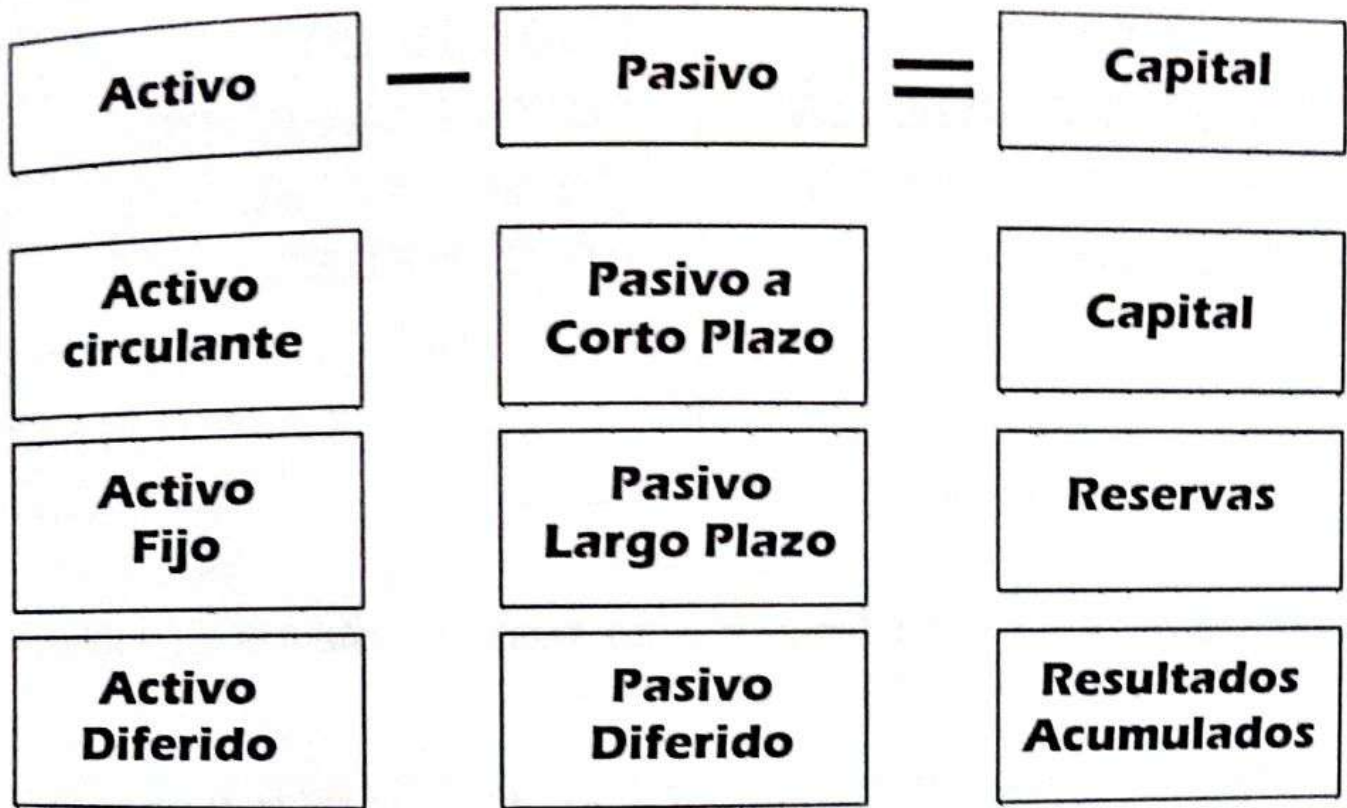 Activo — Pasivo = Capital
Activo
circulante
Pasivo a
Corto Plazo
Capital
Activo
Fijo
Pasivo
Largo Plazo
Reservas
Activo
Diferido
Pasivo
Diferido
Resultados
Acumulados